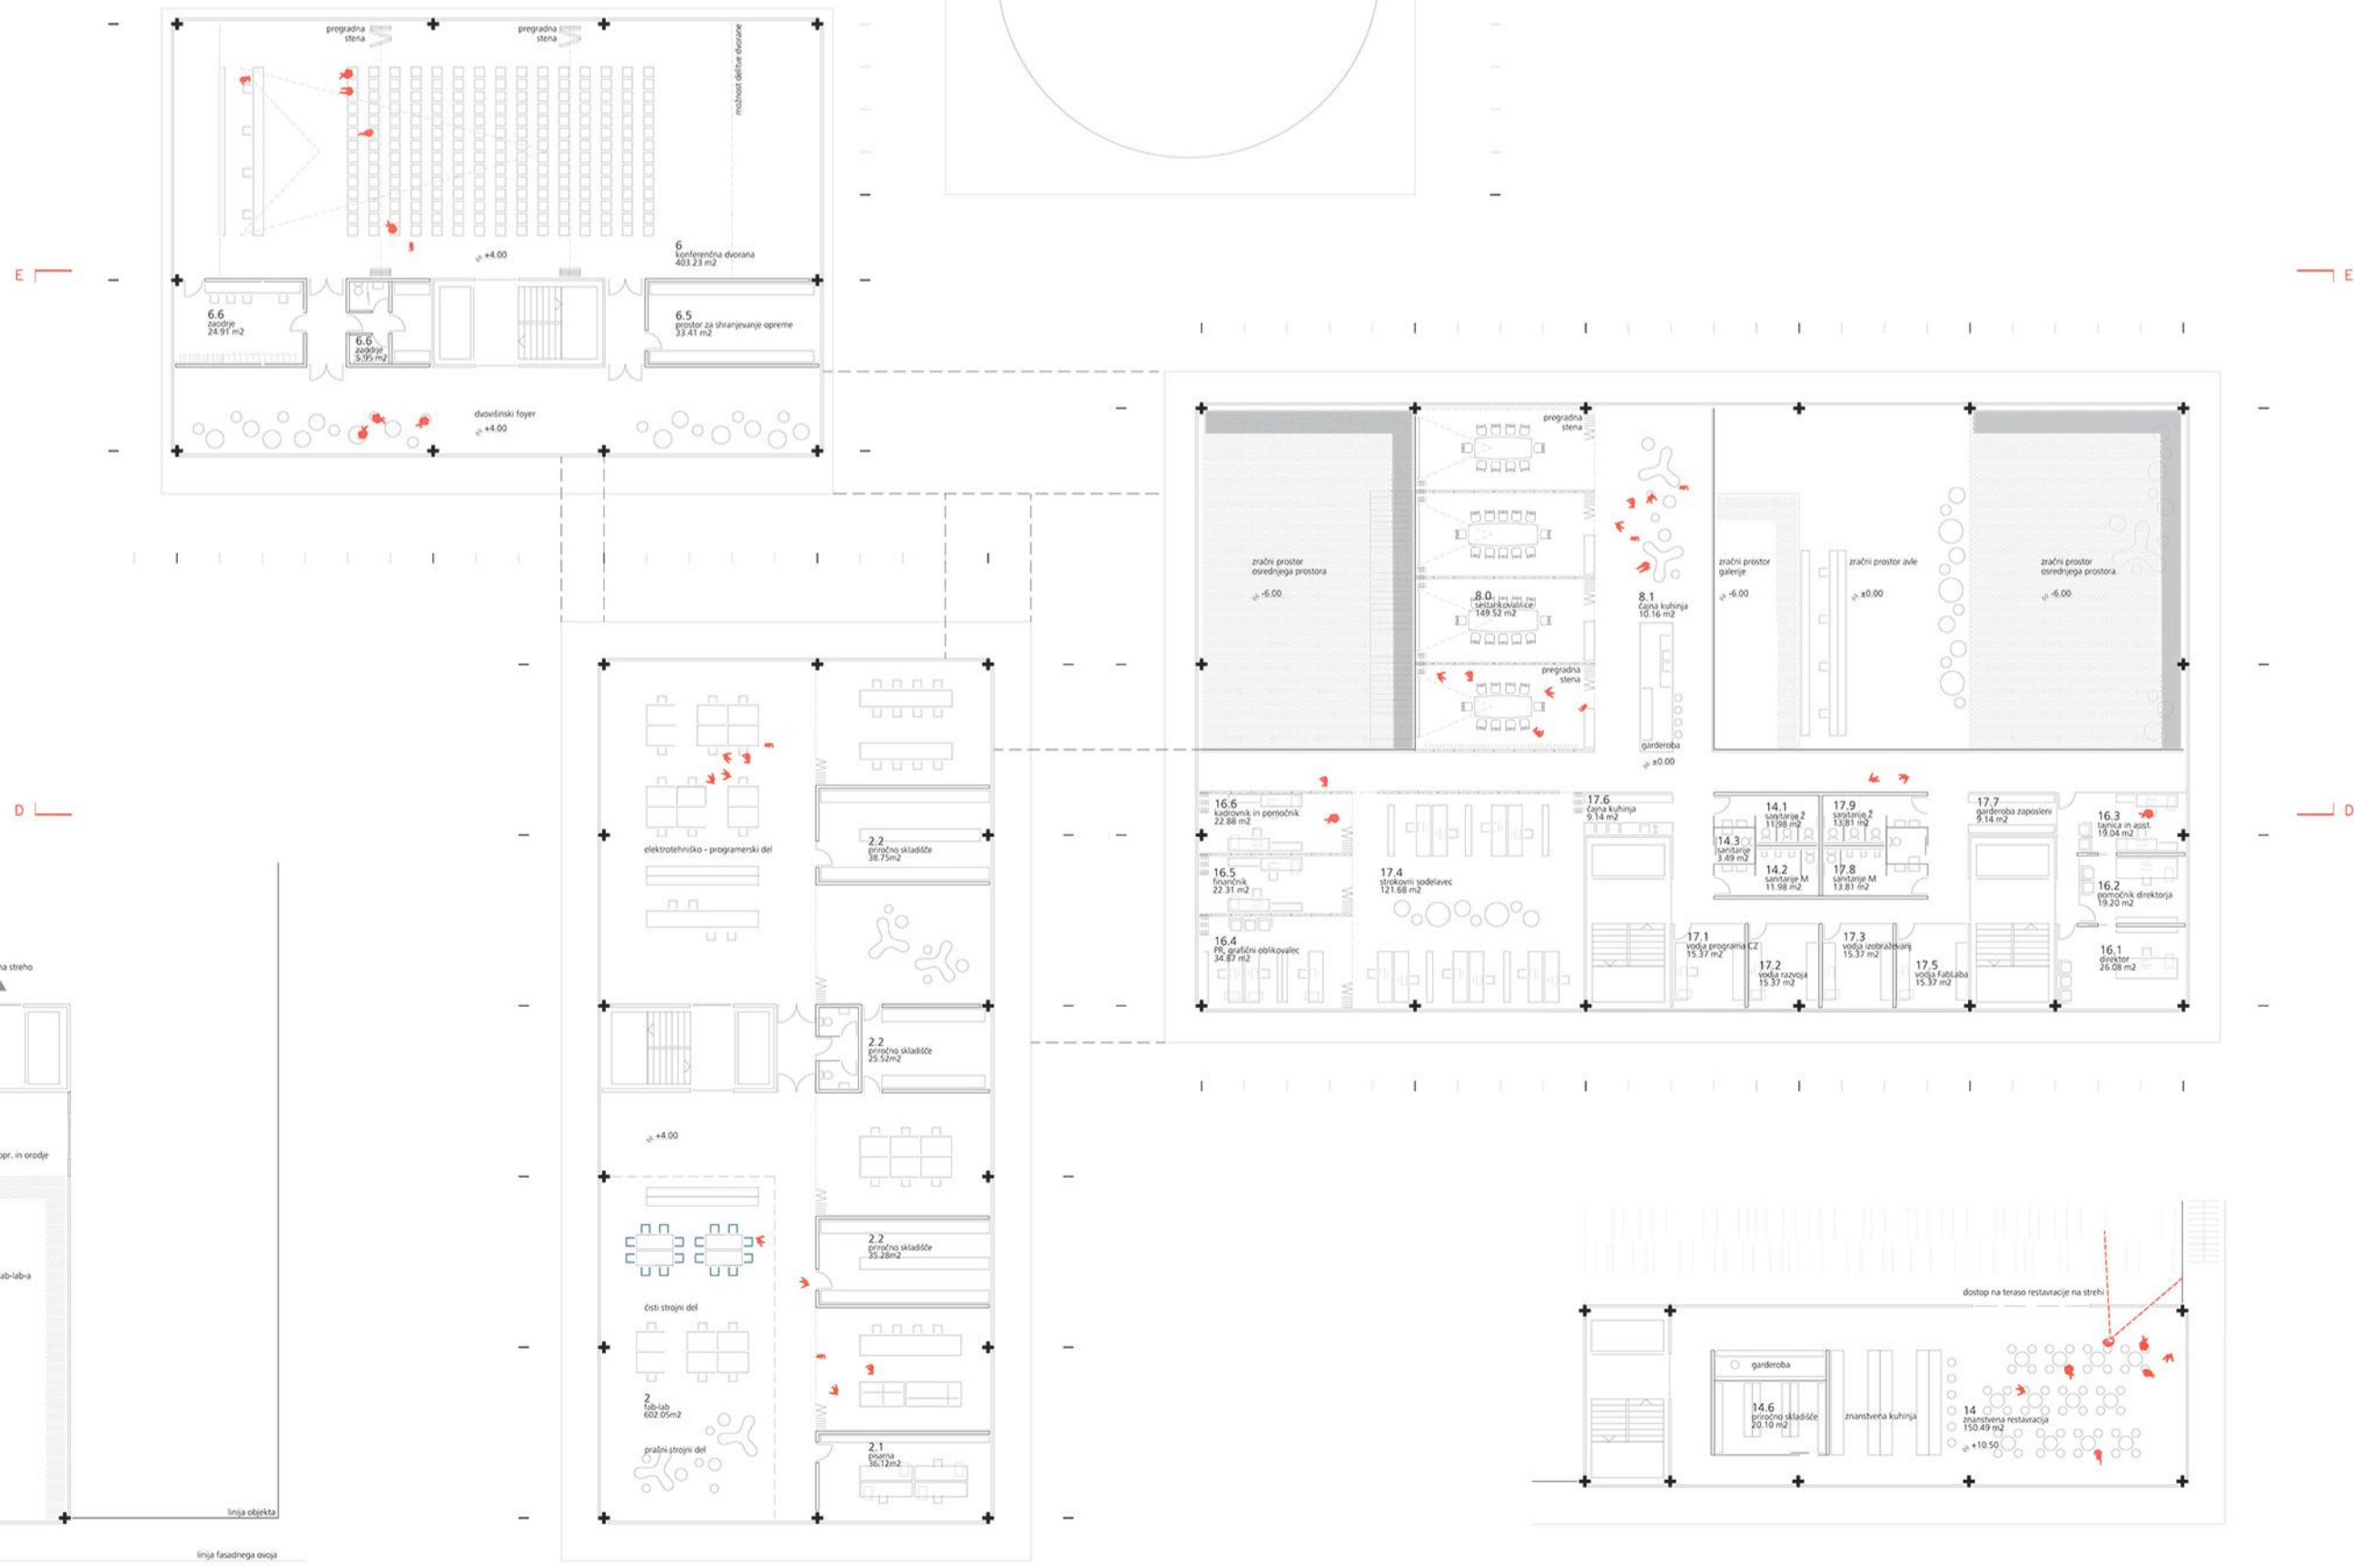 pregradna
stena
pregradna
stena
možnost delitve dvorane
+4.00
6
konferenčna dvorana
403.23 m2
E
E
6.6
zaodrje
24.91 m2
6.6
zaodrje
5.95 m2
6.5
prostor za shranjevanje opreme
33.41 m2
dvovišinski foyer
+4.00
pregradna
stena
zračni prostor
osrednjega prostora
-6.00
8.0
sestankovalnice
149.52 m2
8.1
čajna kuhinja
10.16 m2
zračni prostor
galerije
-6.00
zračni prostor avle
±0.00
zračni prostor
osrednjega prostora
-6.00
pregradna
stena
garderoba
±0.00
D
D
16.6
kadrovnik in pomočnik
22.88 m2
16.5
finančnik
22.31 m2
16.4
PR, grafični oblikovalec
34.87 m2
17.4
strokovni sodelavec
121.68 m2
17.6
čajna kuhinja
9.14 m2
14.1
sanitarije Ž
11.98 m2
17.9
sanitarije Ž
13.81 m2
14.3
sanitarije
3.49 m2
14.2
sanitarije M
11.98 m2
17.8
sanitarije M
13.81 m2
17.7
garderoba zaposleni
9.14 m2
16.3
tajnica in asist.
19.04 m2
16.2
pomočnik direktorja
19.20 m2
16.1
direktor
26.08 m2
17.1
vodja programa CZ
15.37 m2
17.2
vodja razvoja
15.37 m2
17.3
vodja izobraževanj
15.37 m2
17.5
vodja FabLaba
15.37 m2
elektrotehniško - programerski del
2.2
priročno skladišče
38.75m2
2.2
priročno skladišče
25.52m2
+4.00
2.2
priročno skladišče
35.28m2
čisti strojni del
2
fab-lab
602.05m2
prašni strojni del
2.1
pisarna
36.12m2
na streho
opr. in orodje
ab-lab-a
linija objekta
linija fasadnega ovoja
dostop na teraso restavracije na strehi
garderoba
14.6
priročno skladišče
20.10 m2
znanstvena kuhinja
14
znanstvena restavracija
150.49 m2
+10.50